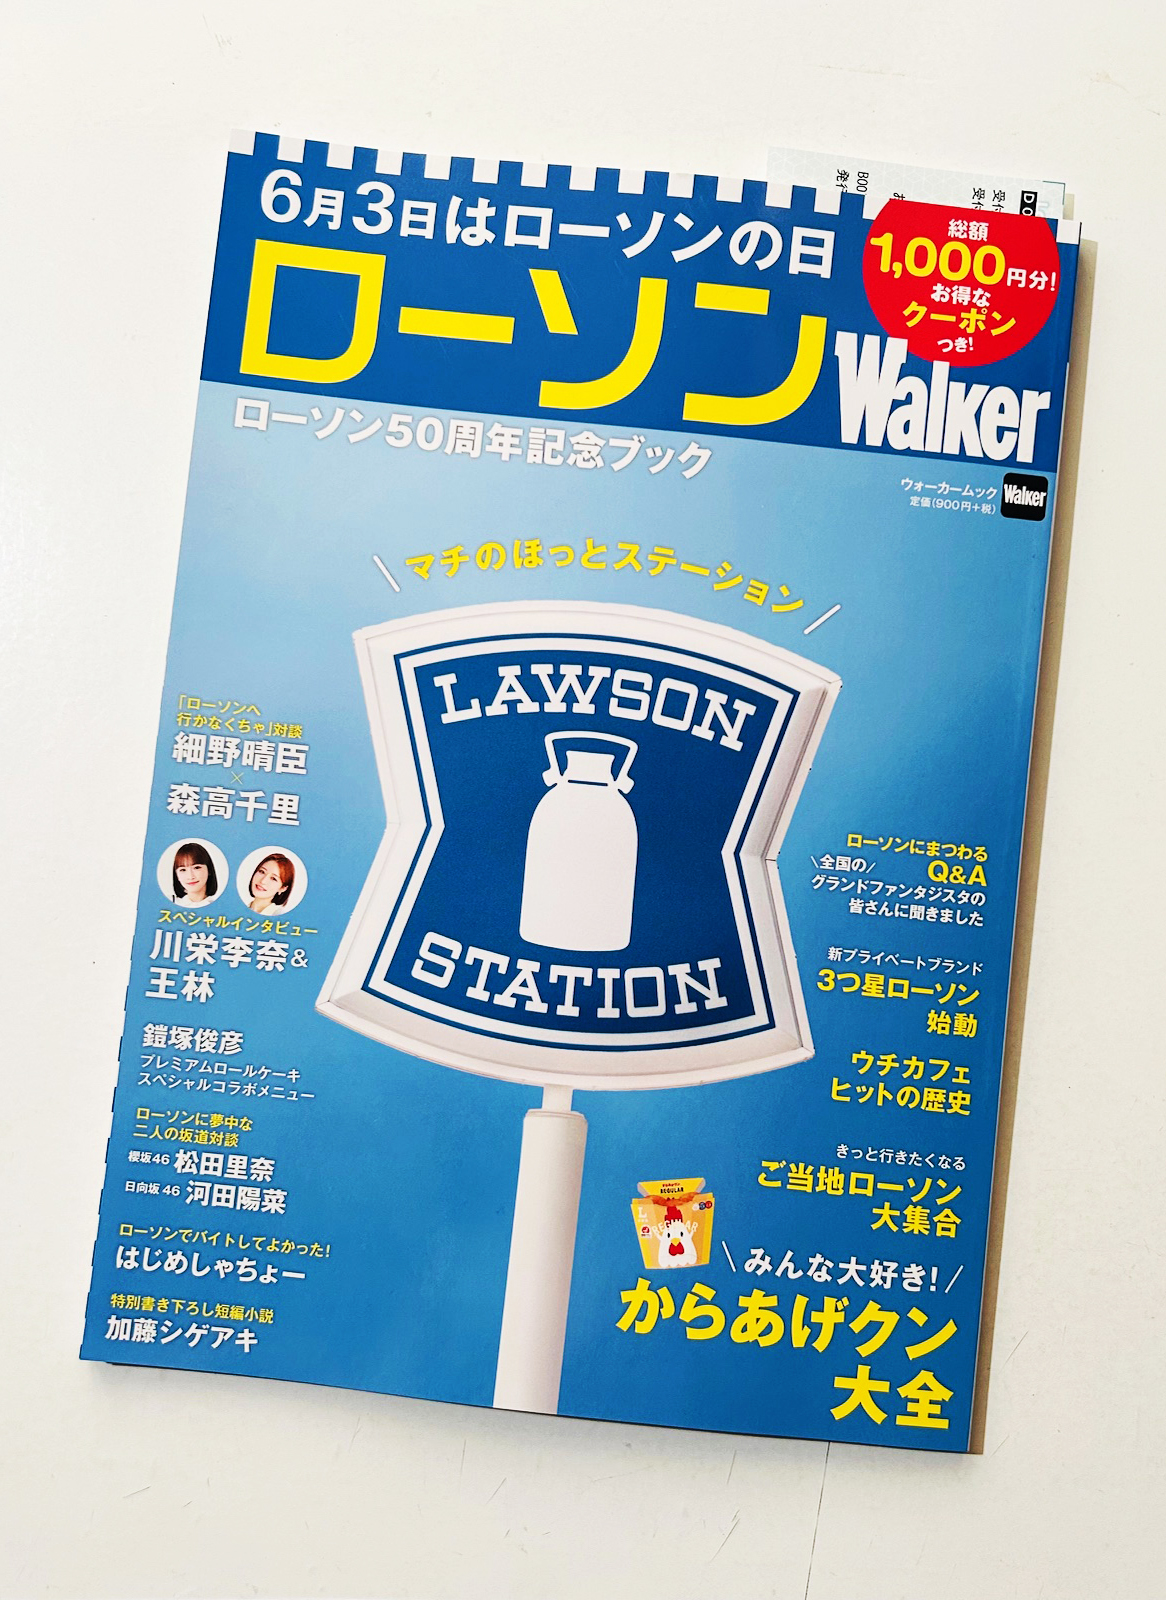 6月3日はローソンの日
ローソン
Walker
総額
1,000円分!
お得な
クーポン
つき!
ローソン50周年記念ブック
ウォーカームック
定価(900円+税)
Walker
マチのほっとステーション
LAWSON
STATION
「ローソンへ
行かなくちゃ」対談
細野晴臣
×
森高千里
スペシャルインタビュー
川栄李奈&
王林
鎧塚俊彦
プレミアムロールケーキ
スペシャルコラボメニュー
ローソンに夢中な
二人の坂道対談
櫻坂46 松田里奈
日向坂46 河田陽菜
ローソンでバイトしてよかった!
はじめしゃちょー
特別書き下ろし短編小説
加藤シゲアキ
ローソンにまつわる
Q&A
\全国の/
グランドファンタジスタの
皆さんに聞きました
新プライベートブランド
3つ星ローソン
始動
ウチカフェ
ヒットの歴史
きっと行きたくなる
ご当地ローソン
大集合
REGULAR
REGULAR
\みんな大好き!/
からあげクン
大全